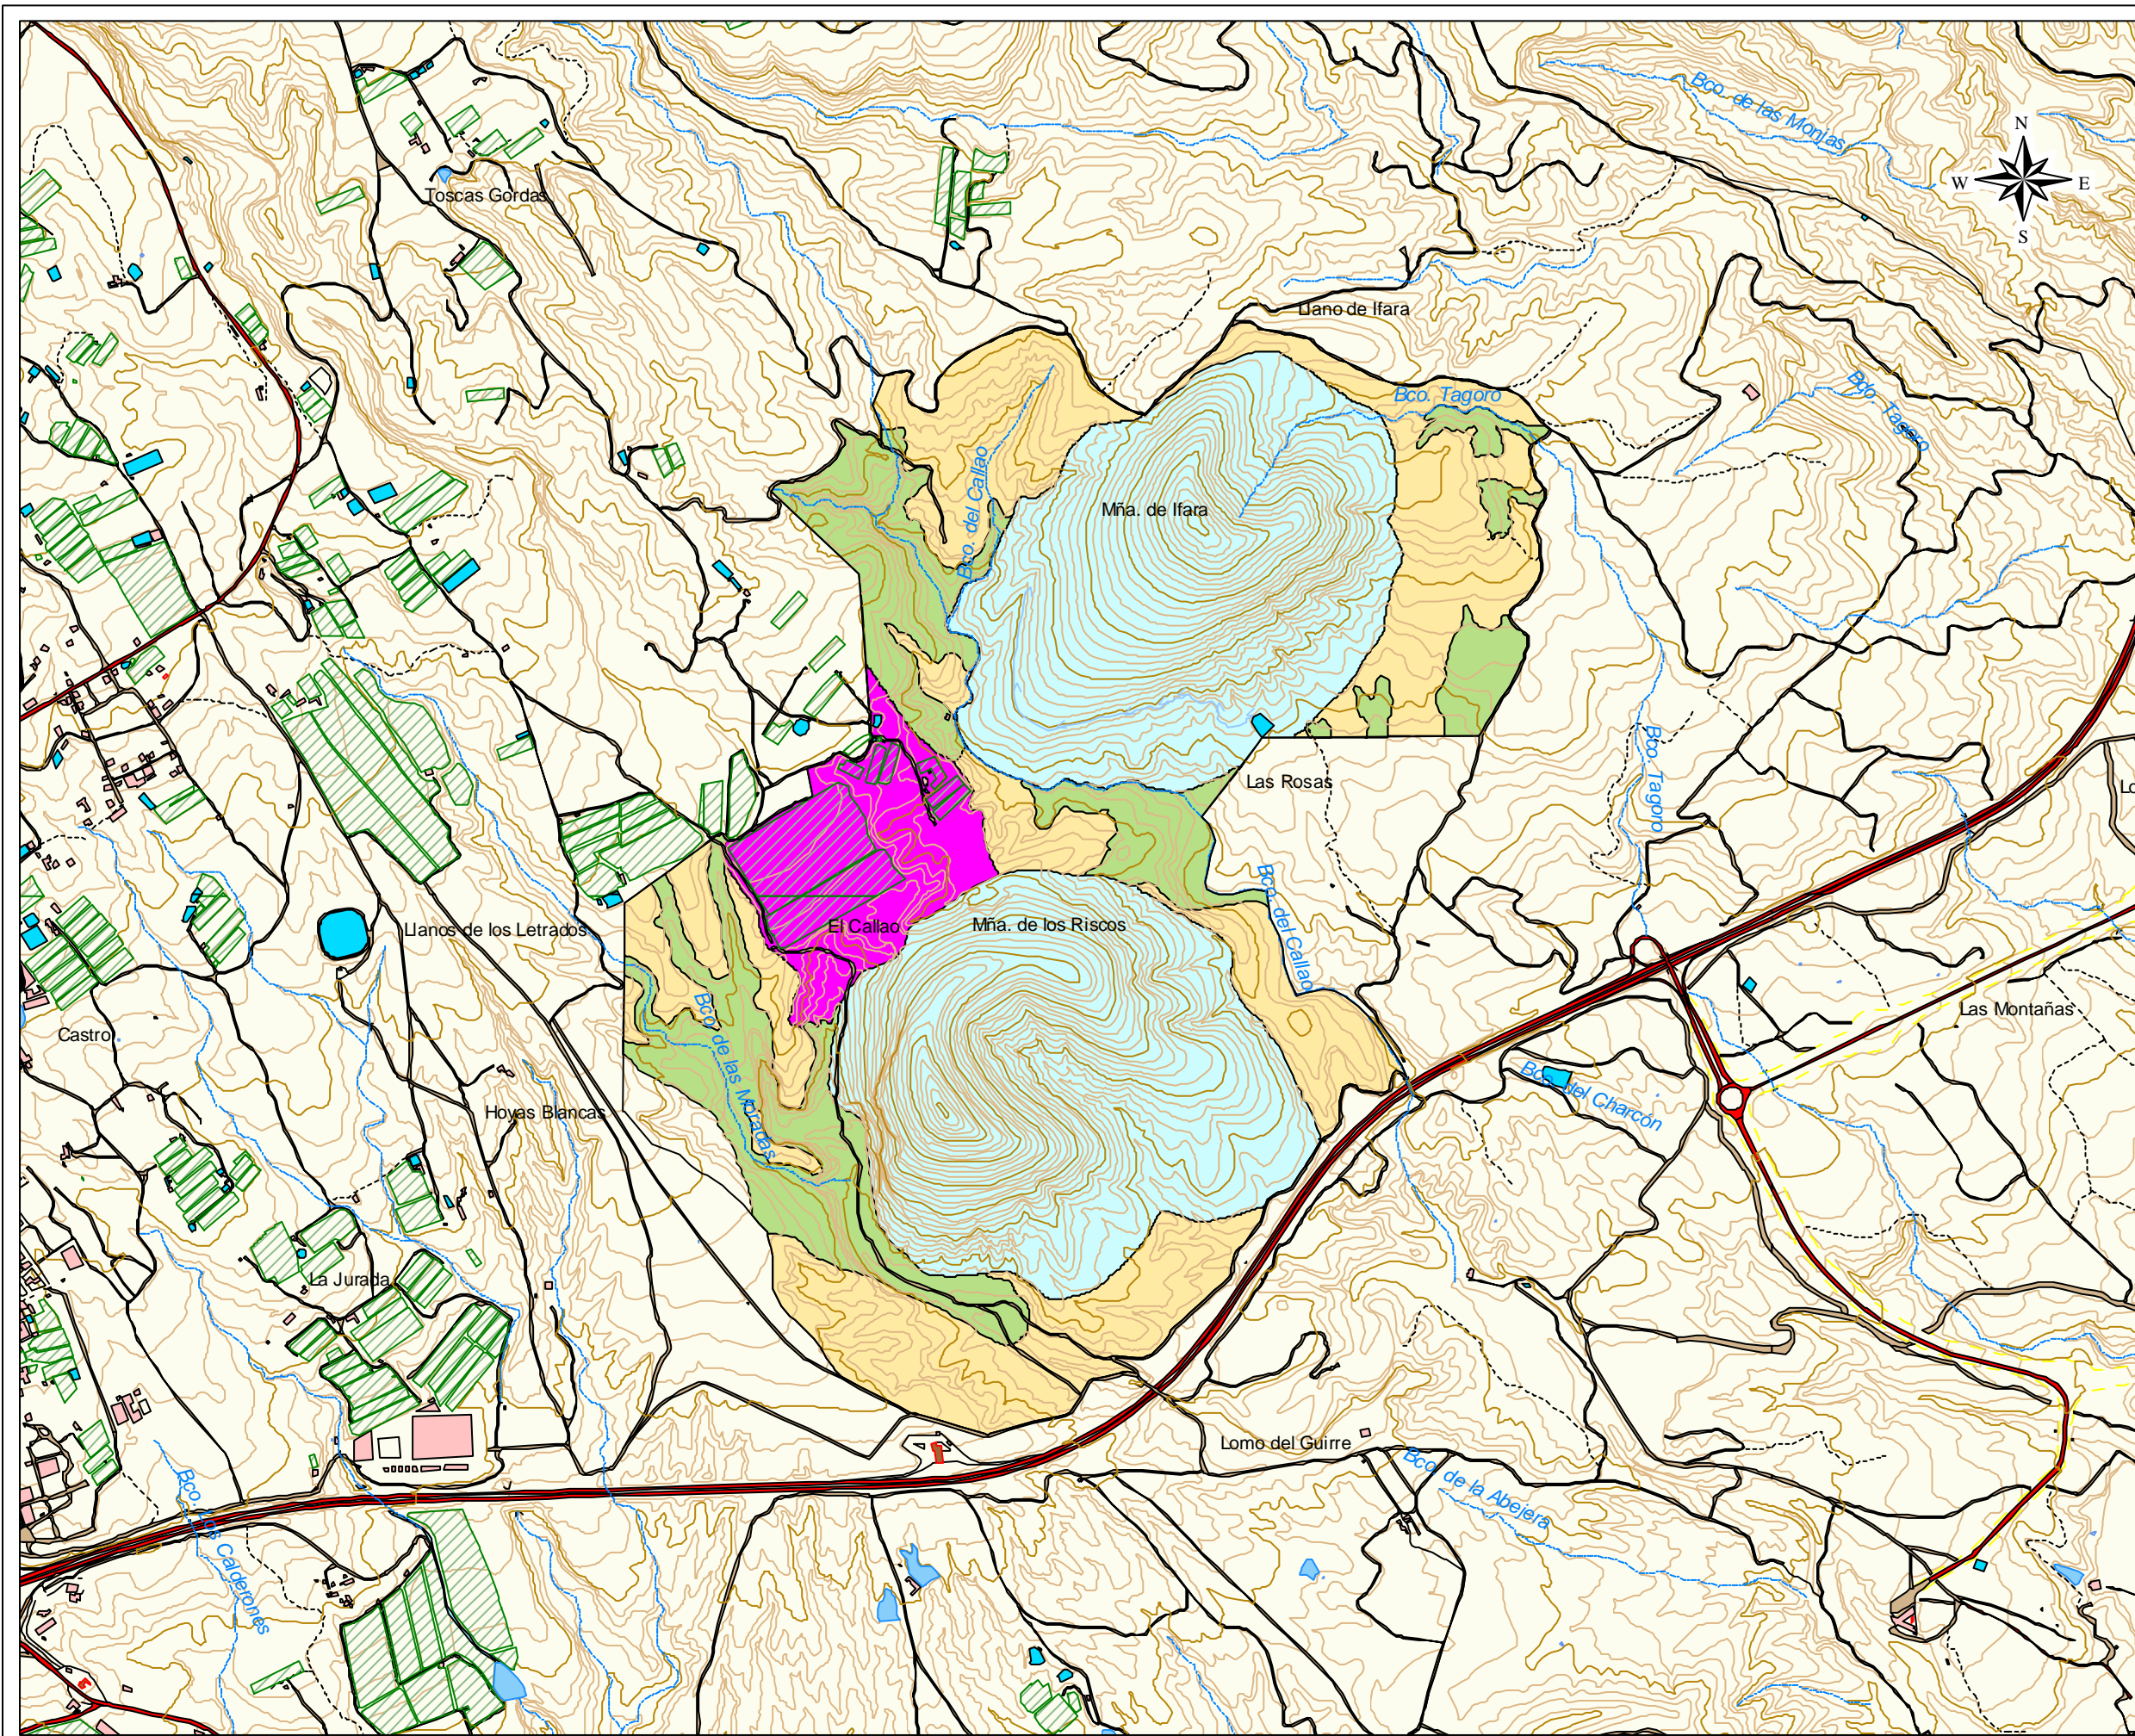 Bco. de las Monjas
N
W E
S
Toscas Gordas
Llano de Ifara
Bco. Tagoro
Bco. Tagoro
Bco. del Callao
Mña. de Ifara
Bco. Tagoro
Las Rosas
Lo
Bco. del Callao
El Callao
Mña. de los Riscos
Llanos de los Letrados
Las Montañas
Castro
Bco. de las Moradas
Bco. del Charcón
Hoyas Blancas
La Jurada
Lomo del Guirre
Bco. de la Abejera
Bco. Los Calderones